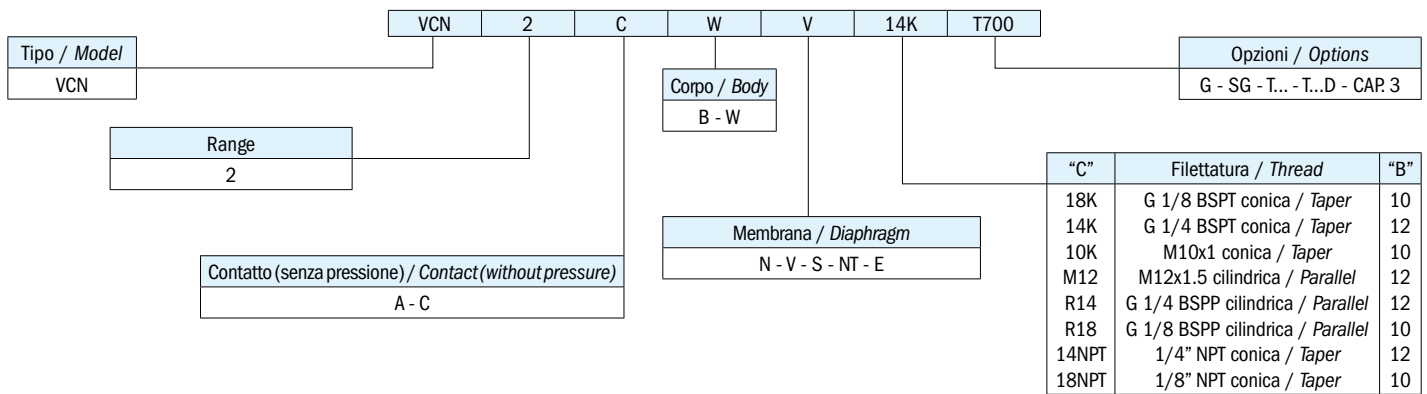 VCN 2 C W V 14K T700
Tipo / Model
VCN
Opzioni / Options
G - SG - T... - T...D - CAP. 3
Corpo / Body
B - W
Range
2
"C" Filettatura / Thread "B"
18K G 1/8 BSPT conica / Taper 10
14K G 1/4 BSPT conica / Taper 12
10K M10x1 conica / Taper 10
M12 M12x1.5 cilindrica / Parallel 12
R14 G 1/4 BSPP cilindrica / Parallel 12
R18 G 1/8 BSPP cilindrica / Parallel 10
14NPT 1/4" NPT conica / Taper 12
18NPT 1/8" NPT conica / Taper 10
Membrana / Diaphragm
N - V - S - NT - E
Contatto (senza pressione) / Contact (without pressure)
A - C